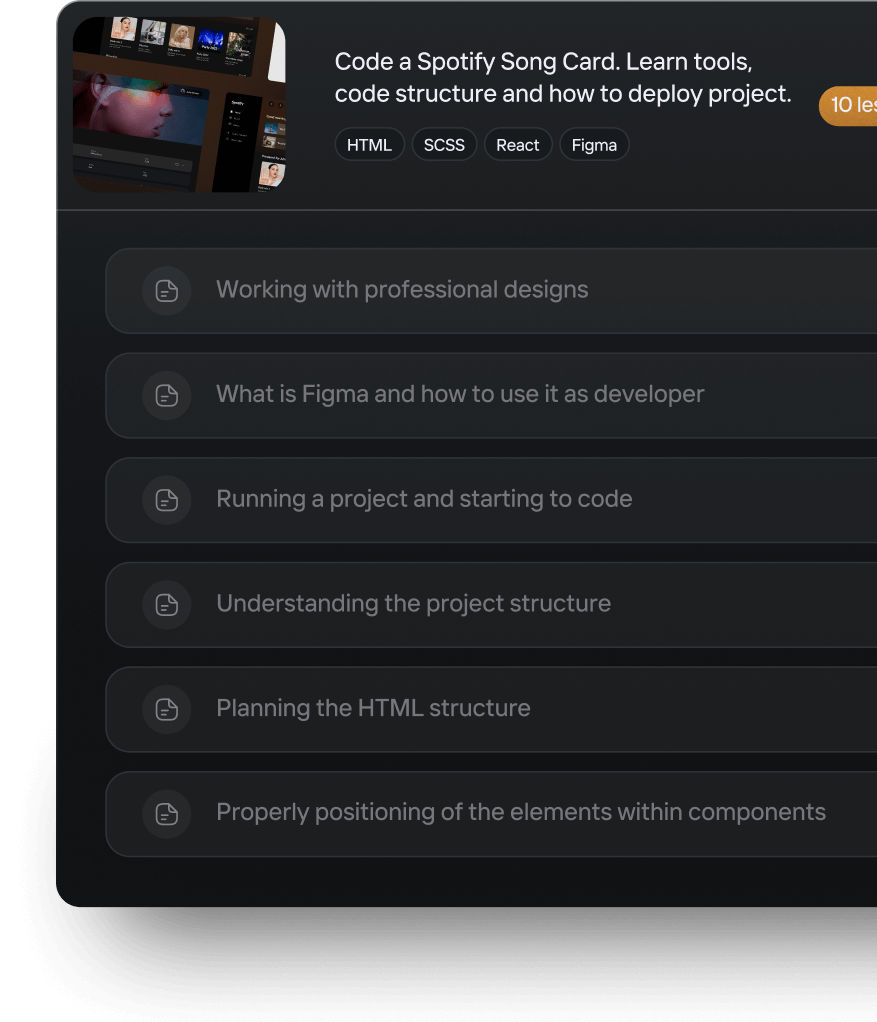 Code a Spotify Song Card. Learn tools,
code structure and how to deploy project.
10 les
HTML
SCSS
React
Figma
Working with professional designs
What is Figma and how to use it as developer
Running a project and starting to code
Understanding the project structure
Planning the HTML structure
Properly positioning of the elements within components